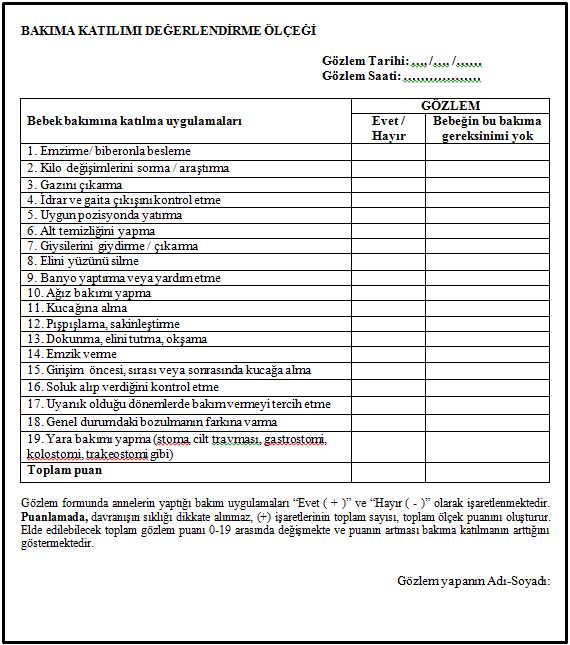 BAKIMA KATILIMI DEĞERLENDİRME ÖLÇEĞİ
Gözlem Tarihi: ,,,, /,,,, /,,,,,,
Gözlem Saati: ,,,,,,,,,,,,,,,,,,
Bebek bakımına katılma uygulamaları
GÖZLEM
Evet /
Hayır
Bebeğin bu bakıma
gereksinimi yok
1. Emzirme/ biberonla besleme
2. Kilo değişimlerini sorma / araştırma
3. Gazını çıkarma
4. İdrar ve gaita çıkışını kontrol etme
5. Uygun pozisyonda yatırma
6. Alt temizliğini yapma
7. Giysilerini giydirme / çıkarma
8. Elini yüzünü silme
9. Banyo yaptırma veya yardım etme
10. Ağız bakımı yapma
11. Kucağına alma
12. Pışpışlama, sakinleştirme
13. Dokunma, elini tutma, okşama
14. Emzik verme
15. Girişim öncesi, sırası veya sonrasında kucağa alma
16. Soluk alıp verdiğini kontrol etme
17. Uyanık olduğu dönemlerde bakım vermeyi tercih etme
18. Genel durumdaki bozulmanın farkına varma
19. Yara bakımı yapma (stoma, cilt travması, gastrostomi,
kolostomi, trakeostomi gibi)
Toplam puan
Gözlem formunda annelerin yaptığı bakım uygulamaları “Evet ( + )” ve “Hayır ( - )” olarak işaretlenmektedir.
Puanlamada, davranışın sıklığı dikkate alınmaz, (+) işaretlerinin toplam sayısı, toplam ölçek puanını oluşturur.
Elde edilebilecek toplam gözlem puanı 0-19 arasında değişmekte ve puanın artması bakıma katılmanın arttığını
göstermektedir.
Gözlem yapanın Adı-Soyadı: